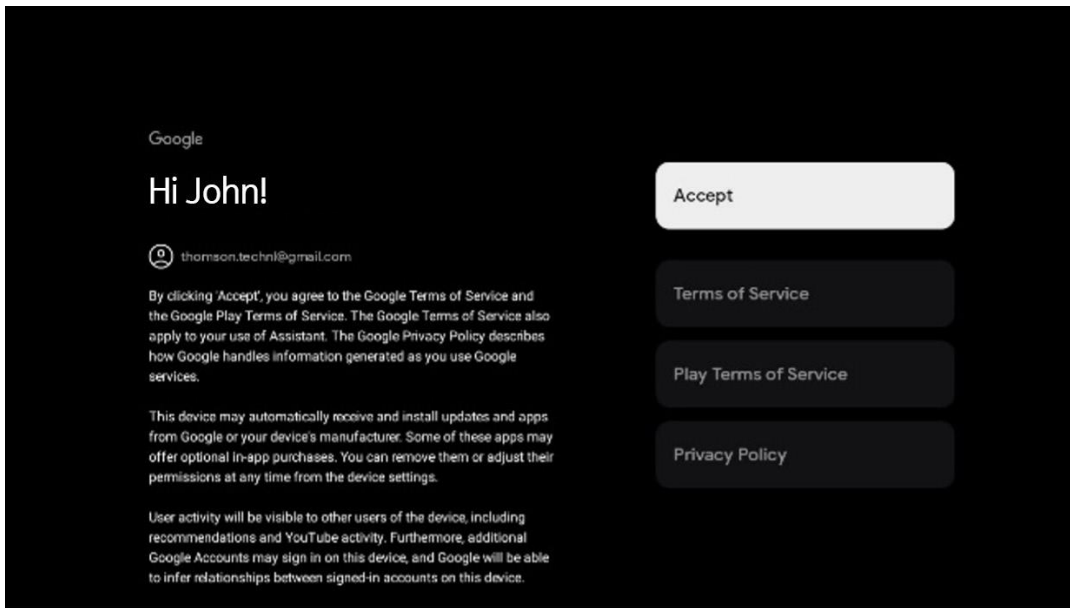 Google
Hi John!
thomson.technl@gmail.com
By clicking 'Accept', you agree to the Google Terms of Service and
the Google Play Terms of Service. The Google Terms of Service also
apply to your use of Assistant. The Google Privacy Policy describes
how Google handles information generated as you use Google
services.
This device may automatically receive and install updates and apps
from Google or your device's manufacturer. Some of these apps may
offer optional in-app purchases. You can remove them or adjust their
permissions at any time from the device settings.
User activity will be visible to other users of the device, including
recommendations and YouTube activity. Furthermore, additional
Google Accounts may sign in on this device, and Google will be able
to infer relationships between signed-in accounts on this device.
Accept
Terms of Service
Play Terms of Service
Privacy Policy